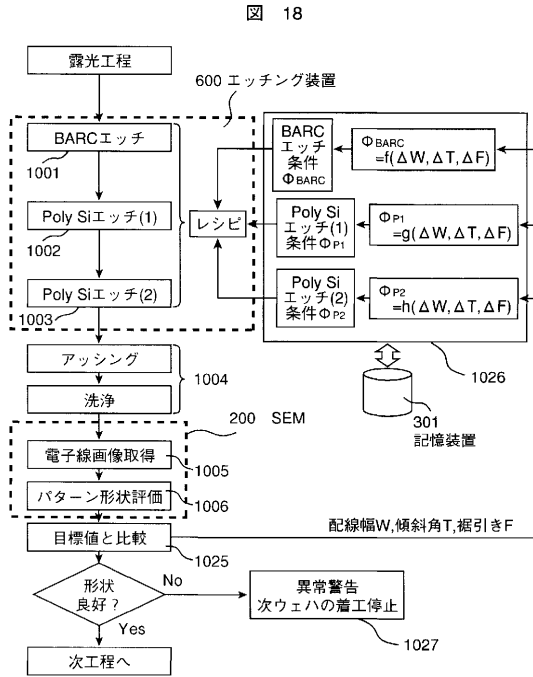 図 18
露光工程
600 エッチング装置
BARCエッチ
1001
Poly Siエッチ(1)
1002
Poly Siエッチ(2)
1003
レシピ
BARC
エッチ
条件
ΦBARC
ΦBARC
=f(ΔW,ΔT,ΔF)
Poly Si
エッチ(1)
条件ΦP1
ΦP1
=g(ΔW,ΔT,ΔF)
Poly Si
エッチ(2)
条件ΦP2
ΦP2
=h(ΔW,ΔT,ΔF)
1026
301
記憶装置
アッシング
洗浄
1004
200 SEM
電子線画像取得
1005
パターン形状評価
1006
目標値と比較
1025
配線幅W,傾斜角T,裾引きF
形状
良好?
No
Yes
異常警告
次ウェハの着工停止
1027
次工程へ